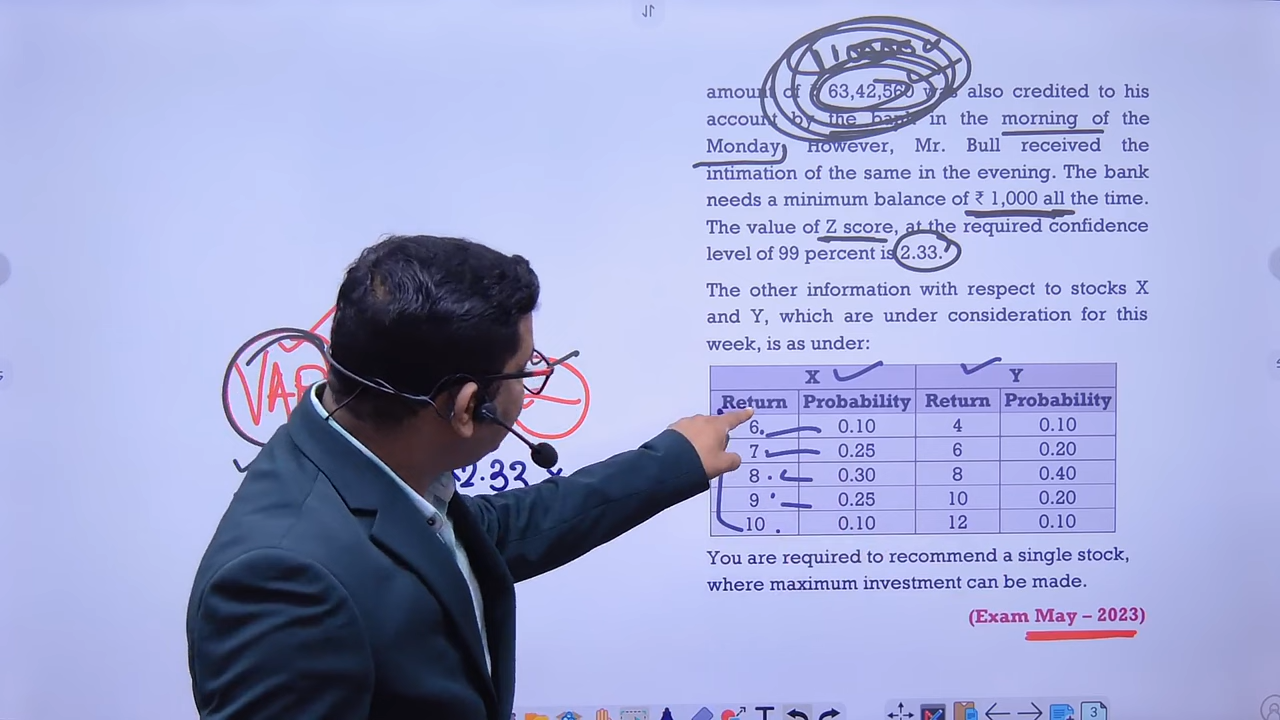 amount of ₹ 63,42,560 was also credited to his
account by the bank in the morning of the
Monday. However, Mr. Bull received the
intimation of the same in the evening. The bank
needs a minimum balance of ₹ 1,000 all the time.
The value of Z score, at the required confidence
level of 99 percent is 2.33.
The other information with respect to stocks X
and Y, which are under consideration for this
week, is as under:
X Y
Return Probability Return Probability
6 0.10 4 0.10
7 0.25 6 0.20
8 0.30 8 0.40
9 0.25 10 0.20
10 0.10 12 0.10
You are required to recommend a single stock,
where maximum investment can be made.
(Exam May – 2023)
VAR
2.33 ×
3